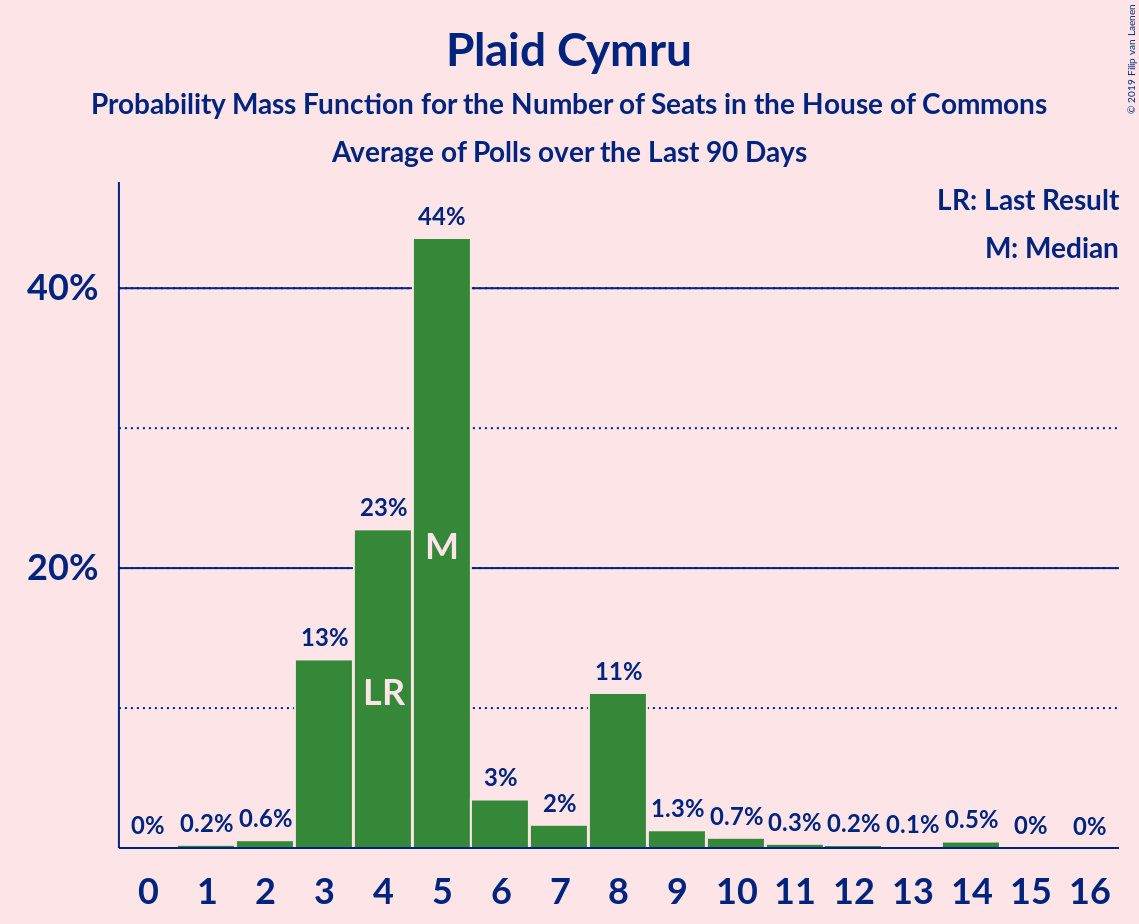 Plaid Cymru
Probability Mass Function for the Number of Seats in the House of Commons
Average of Polls over the Last 90 Days
© 2019 Filip van Laenen
LR: Last Result
M: Median
40%
20%
0% 0.2% 0.6% 13% 23% 44% 3% 2% 11% 1.3% 0.7% 0.3% 0.2% 0.1% 0.5% 0% 0%
LR M
0 1 2 3 4 5 6 7 8 9 10 11 12 13 14 15 16